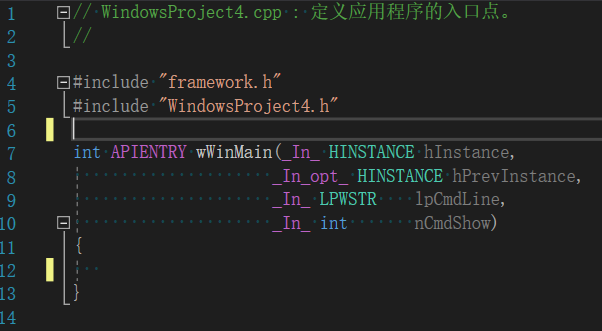 1 // WindowsProject4.cpp : 定义应用程序的入口点。
2 //
3
4 #include "framework.h"
5 #include "WindowsProject4.h"
6
7 int APIENTRY wWinMain(_In_ HINSTANCE hInstance,
8                      _In_opt_ HINSTANCE hPrevInstance,
9                      _In_ LPWSTR    lpCmdLine,
10                      _In_ int       nCmdShow)
11 {
12
13 }
14